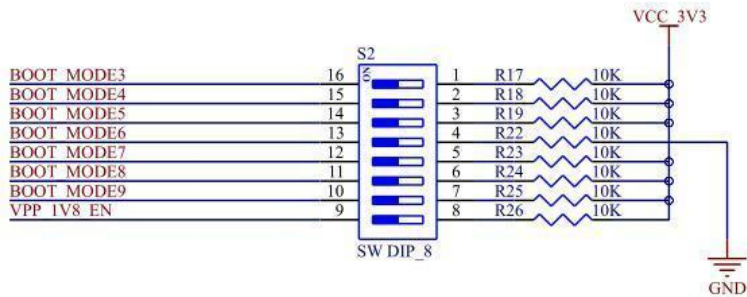 VCC_3V3
S2
ON
BOOT_MODE3 16 1 R17 10K
BOOT_MODE4 15 2 R18 10K
BOOT_MODE5 14 3 R19 10K
BOOT_MODE6 13 4 R22 10K
BOOT_MODE7 12 5 R23 10K
BOOT_MODE8 11 6 R24 10K
BOOT_MODE9 10 7 R25 10K
VPP_1V8_EN 9 8 R26 10K
SW DIP_8
GND